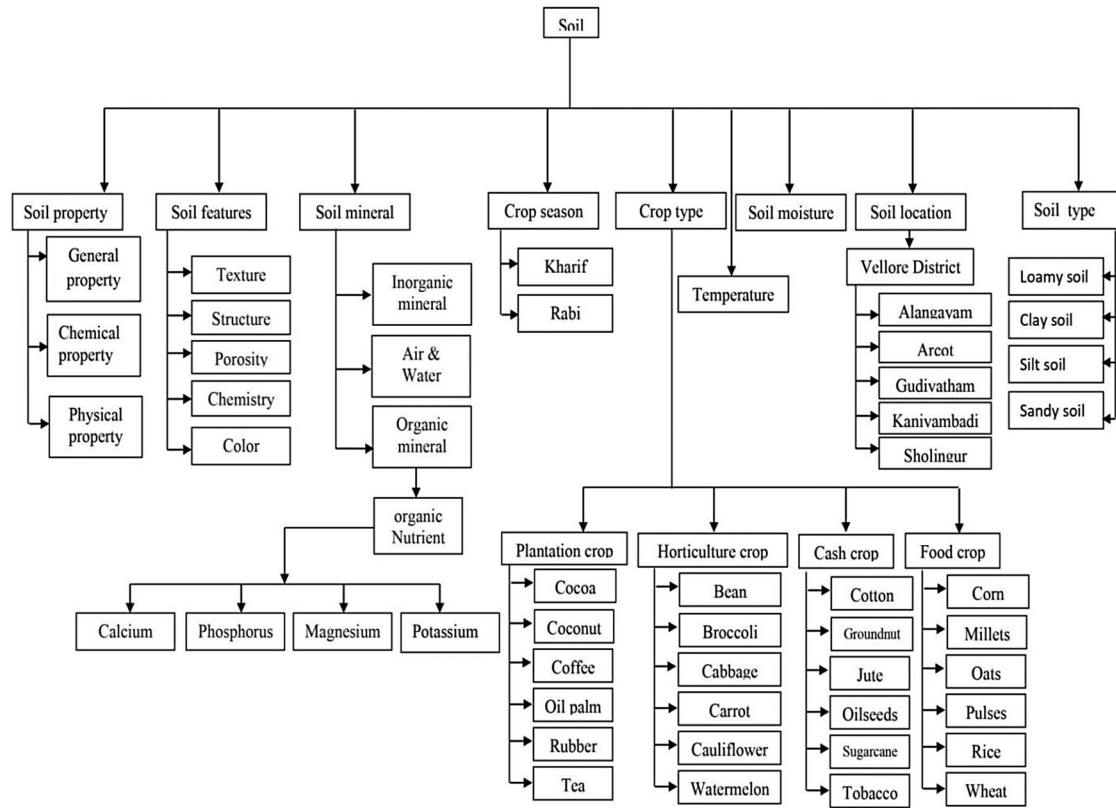 Soil
Soil property
Soil features
Soil mineral
Crop season
Crop type
Soil moisture
Soil location
Soil type
General
property
Chemical
property
Physical
property
Texture
Structure
Porosity
Chemistry
Color
Inorganic
mineral
Air &
Water
Organic
mineral
organic
Nutrient
Calcium
Phosphorus
Magnesium
Potassium
Kharif
Rabi
Temperature
Vellore District
Alangayam
Arcot
Gudivatham
Kanivambadi
Sholingur
Loamy soil
Clay soil
Silt soil
Sandy soil
Plantation crop
Cocoa
Coconut
Coffee
Oil palm
Rubber
Tea
Horticulture crop
Bean
Broccoli
Cabbage
Carrot
Cauliflower
Watermelon
Cash crop
Cotton
Groundnut
Jute
Oilseeds
Sugarcane
Tobacco
Food crop
Corn
Millets
Oats
Pulses
Rice
Wheat